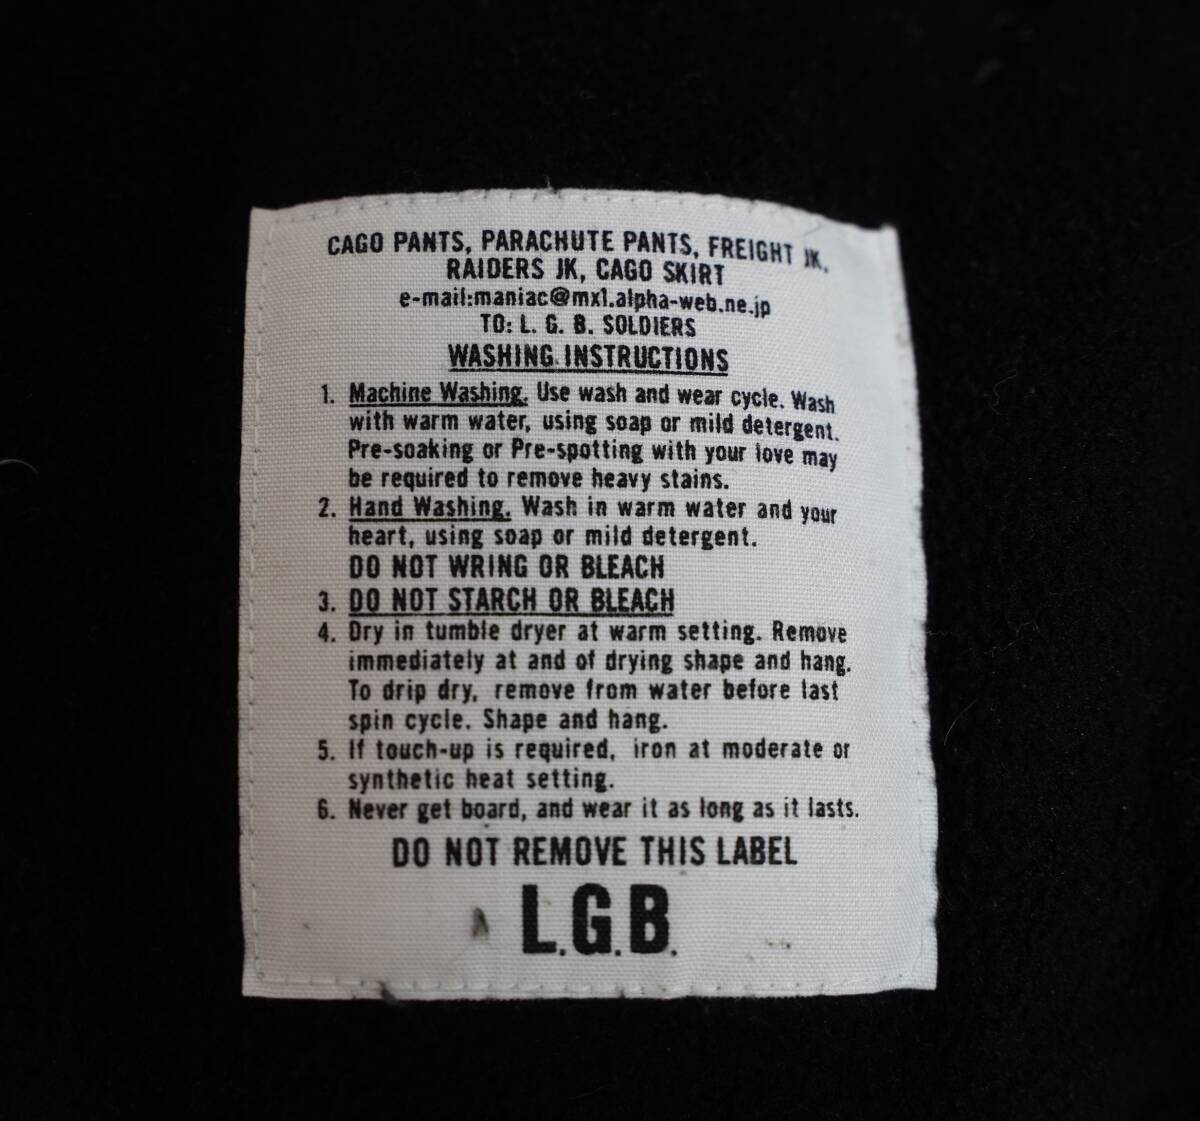 CAGO PANTS, PARACHUTE PANTS, FREIGHT JK,
RAIDERS JK, CAGO SKIRT
e-mail:maniac@mx1.alpha-web.ne.jp
TO: L. G. B. SOLDIERS
WASHING INSTRUCTIONS
1. Machine Washing. Use wash and wear cycle. Wash
with warm water, using soap or mild detergent.
Pre-soaking or Pre-spotting with your love may
be required to remove heavy stains.
2. Hand Washing. Wash in warm water and your
heart, using soap or mild detergent.
DO NOT WRING OR BLEACH
3. DO NOT STARCH OR BLEACH
4. Dry in tumble dryer at warm setting. Remove
immediately at and of drying shape and hang.
To drip dry, remove from water before last
spin cycle. Shape and hang.
5. If touch-up is required, iron at moderate or
synthetic heat setting.
6. Never get board, and wear it as long as it lasts.
DO NOT REMOVE THIS LABEL
L.G.B.